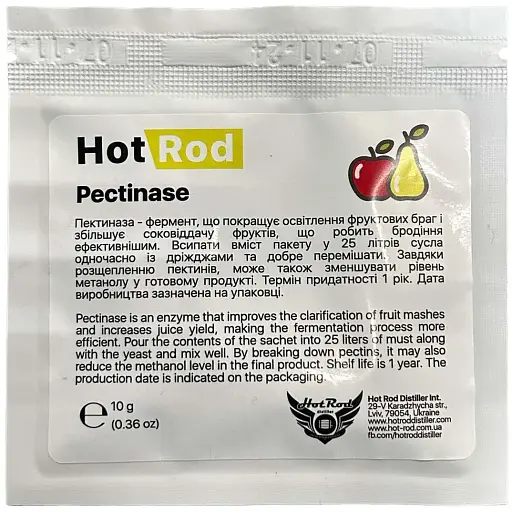 07.11.24
Hot Rod
Pectinase
Пектиназа - фермент, що покращує освітлення фруктових браг і
збільшує соковіддачу фруктів, що робить бродіння
ефективнішим. Всипати вміст пакету у 25 літрів сусла
одночасно із дріжджами та добре перемішати. Завдяки
розщепленню пектинів, може також зменшувати рівень
метанолу у готовому продукті. Термін придатності 1 рік. Дата
виробництва зазначена на упаковці.
Pectinase is an enzyme that improves the clarification of fruit mashes
and increases juice yield, making the fermentation process more
efficient. Pour the contents of the sachet into 25 liters of must along
with the yeast and mix well. By breaking down pectins, it may also
reduce the methanol level in the final product. Shelf life is 1 year. The
production date is indicated on the packaging.
℮ 10 g
(0.36 oz)
Hot Rod
distiller
Hot Rod Distiller Int.
29-V Karadzhycha str.,
Lviv, 79054, Ukraine
www.hotroddistiller.com
www.hot-rod.com.ua
fb.com/hotroddistiller